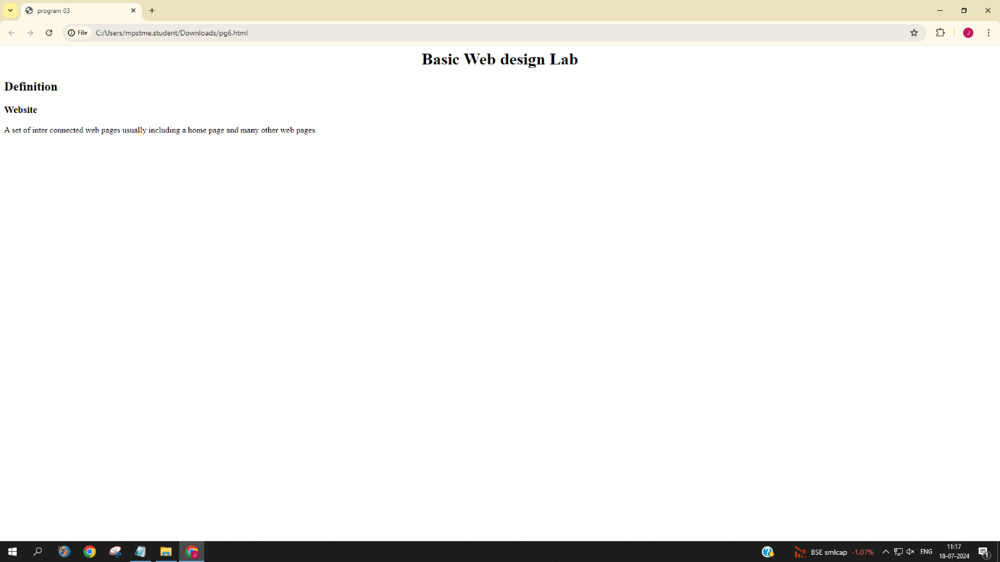 program 03
File
C:/Users/mpstme.student/Downloads/pg6.html
J
Basic Web design Lab
Definition
Website
A set of inter connected web pages usually including a home page and many other web pages
J
BSE smlcap -1.07%
ENG
11:17
18-07-2024
1